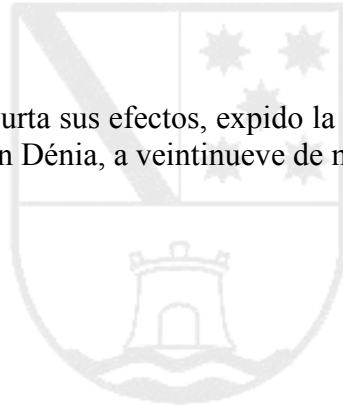 urta sus efectos, expido la
n Dénia, a veintinueve de